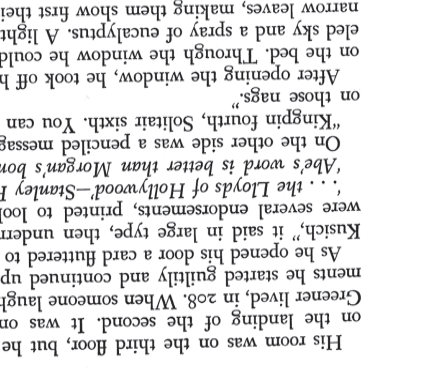 His room was on the third floor, but he
on the landing of the second. It was on
Greener lived, in 208. When someone laugh
ments he started guiltily and continued up
As he opened his door a card fluttered to
Kusich,” it said in large type, then undern
were several endorsements, printed to loo
‘. . . the Lloyds of Hollywood’—Stanley
‘Abe’s word is better than Morgan’s bon
On the other side was a penciled messag
“Kingpin fourth, Solitair sixth. You can
on those nags.”
After opening the window, he took off h
on the bed. Through the window he could
eled sky and a spray of eucalyptus. A light
narrow leaves, making them show first thei